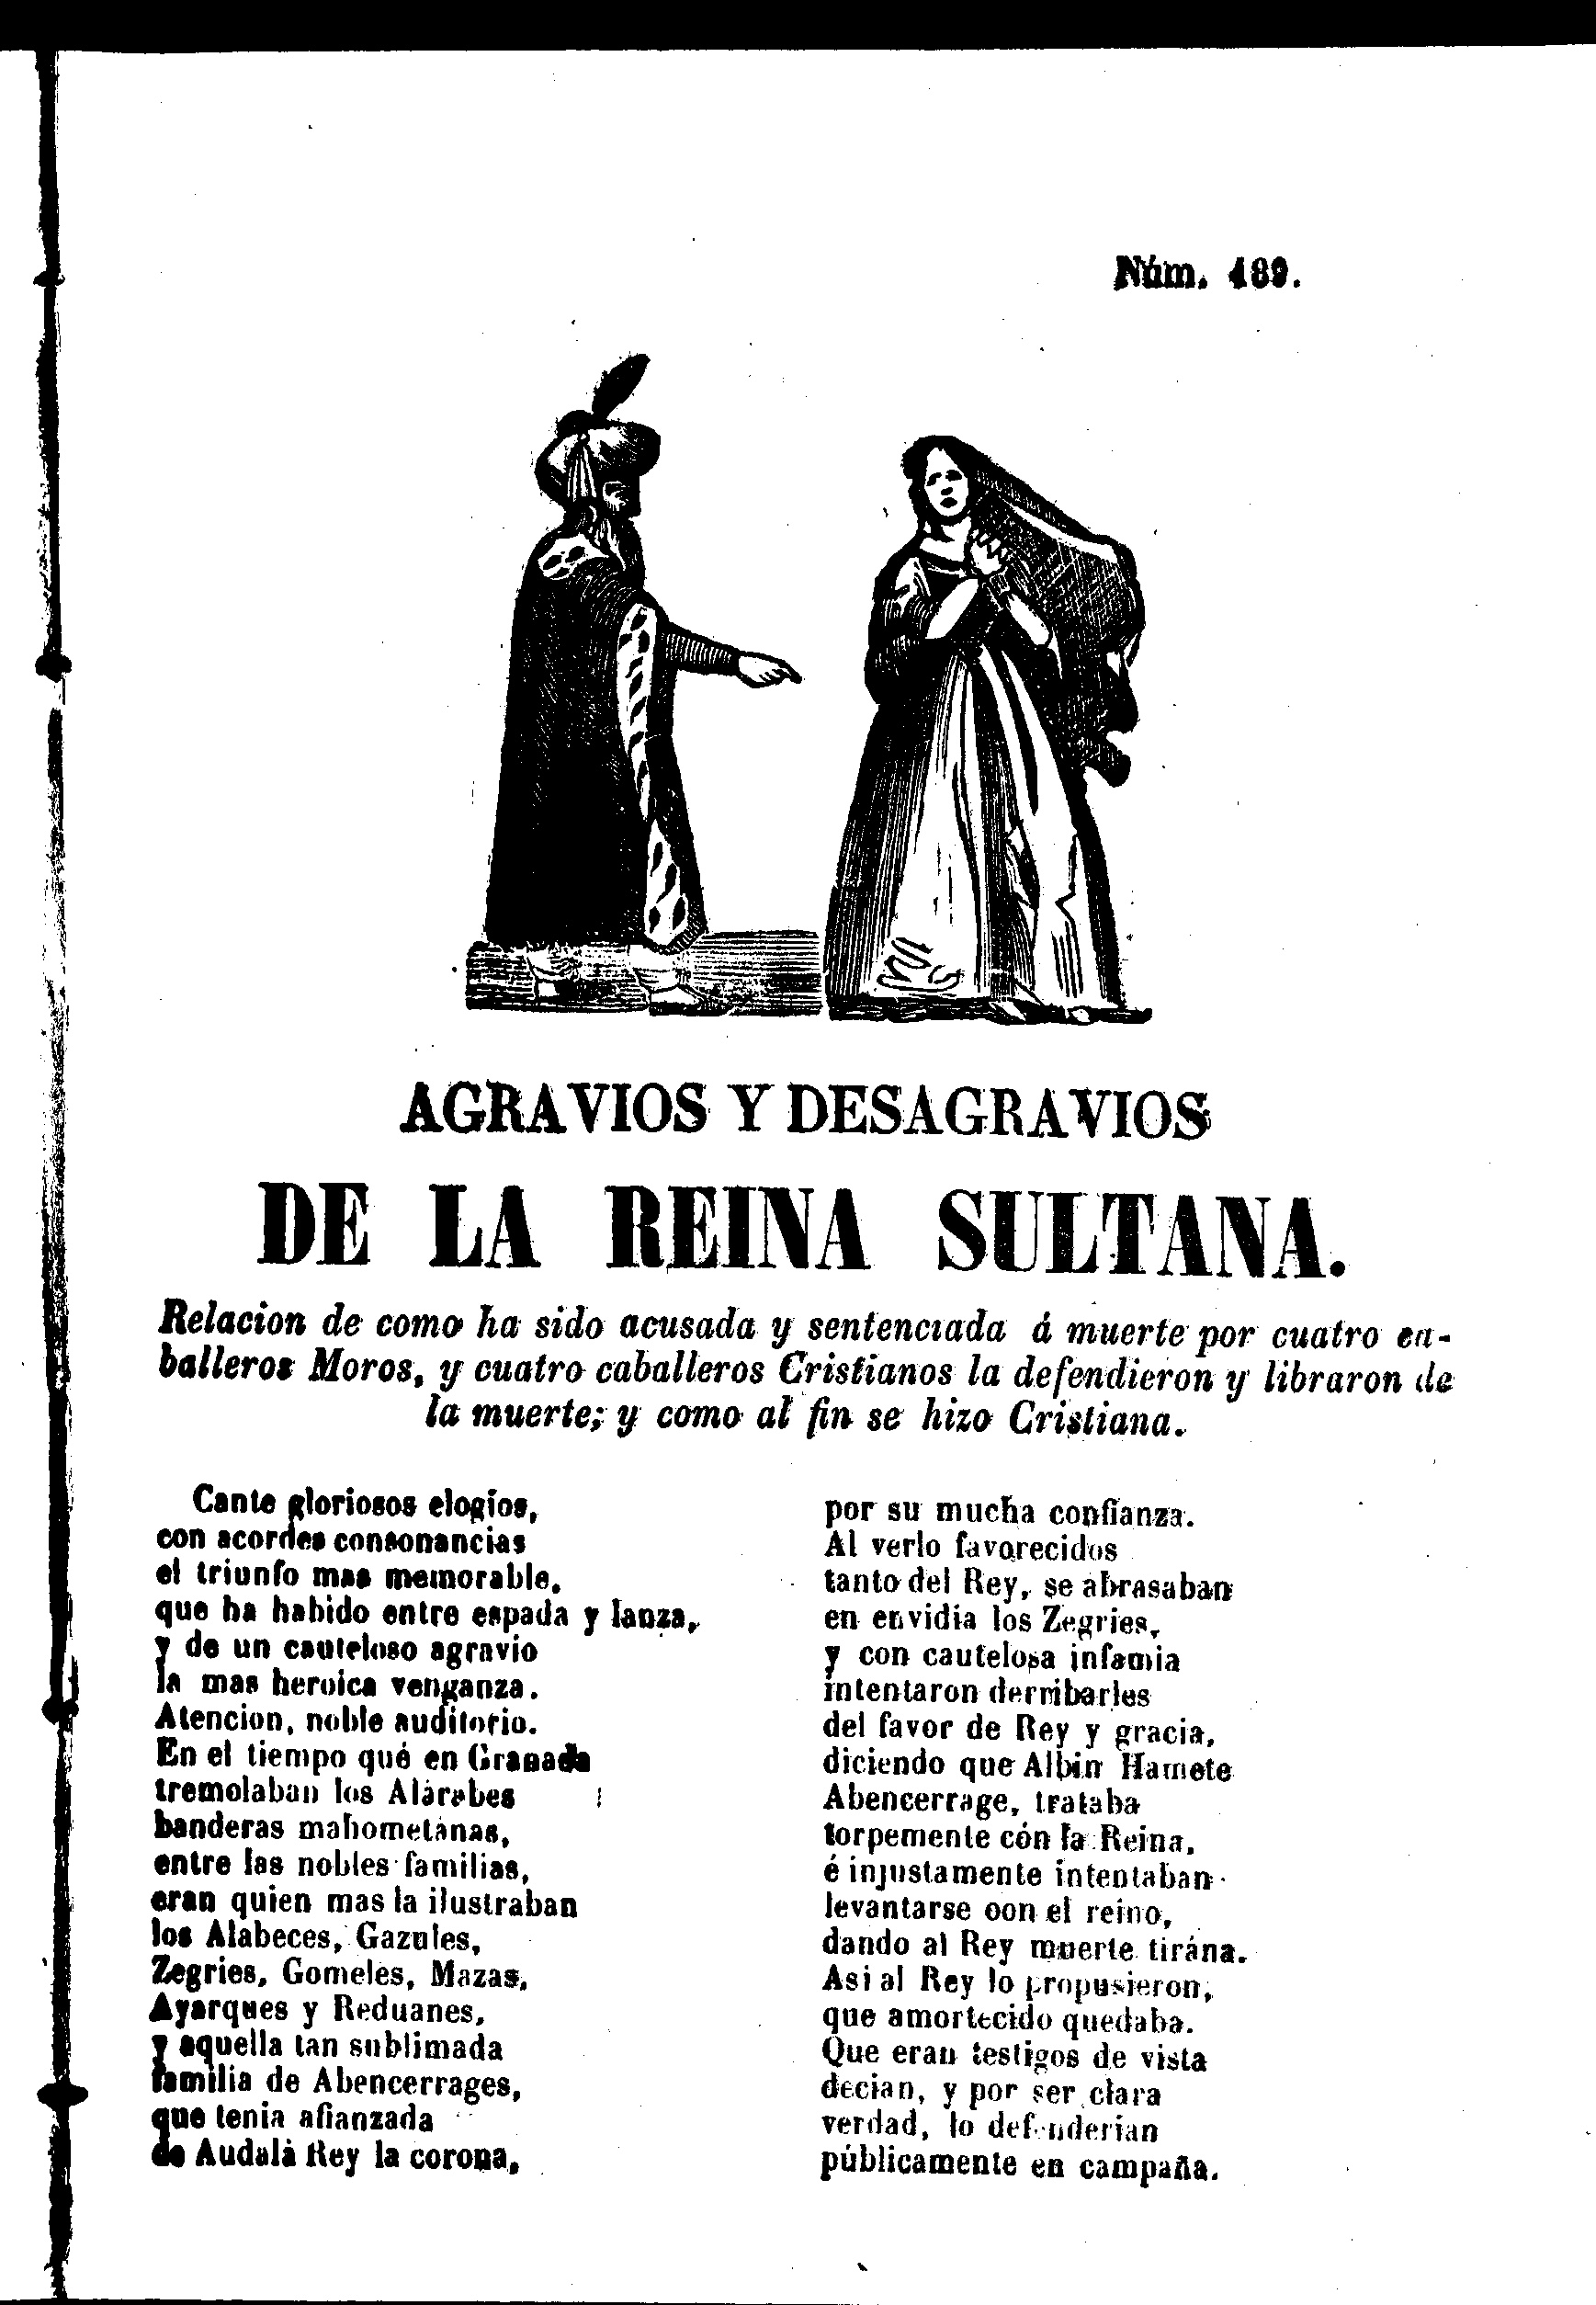 Núm. 189.
AGRAVIOS Y DESAGRAVIOS
DE LA REINA SULTANA.
Relacion de como ha sido acusada y sentenciada á muerte por cuatro ca-
balleros Moros, y cuatro caballeros Cristianos la defendieron y libraron de
la muerte; y como al fin se hizo Cristiana.
Cante gloriosos elogios,
con acordes consonancias
el triunfo mas memorable,
que ha habido entre espada y lanza,
y de un cauteloso agravio
la mas heroica venganza.
Atencion, noble auditorio.
En el tiempo qué en Granada
tremolaban los Alárabes
banderas mahometanas,
entre las nobles familias,
eran quien mas la ilustraban
los Alabeces, Gazules,
Zegries, Gomeles, Mazas,
Ayarques y Reduanes,
y aquella tan sublimada
familia de Abencerrages,
que tenia afianzada
de Audalá Rey la corona,
por su mucha confianza.
Al verlo favorecidos
tanto del Rey, se abrasaban
en envidia los Zegries,
y con cautelosa infamia
intentaron derribarles
del favor de Rey y gracia,
diciendo que Albin Hamete
Abencerrage, trataba
torpemente cón la Reina,
é injustamente intentaban
levantarse oon el reino,
dando al Rey muerte tirána.
Asi al Rey lo propusieron,
que amortecido quedaba.
Que eran testigos de vista
decian, y por ser clara
verdad, lo defenderian
públicamente en campaña.